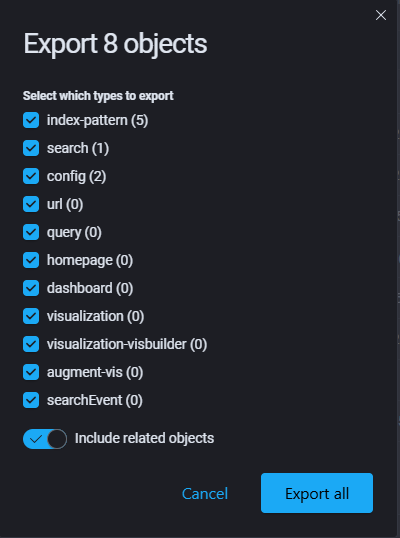 Export 8 objects
Select which types to export
index-pattern (5)
search (1)
config (2)
url (0)
query (0)
homepage (0)
dashboard (0)
visualization (0)
visualization-visbuilder (0)
augment-vis (0)
searchEvent (0)
Include related objects
Cancel
Export all